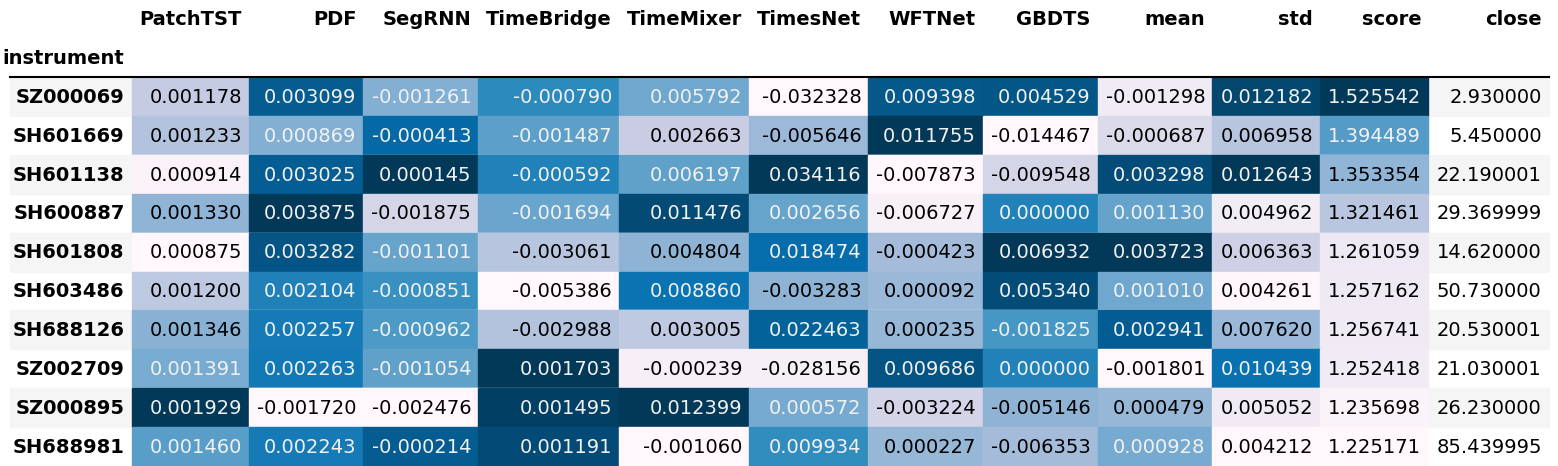 PatchTST PDF SegRNN TimeBridge TimeMixer TimesNet WFTNet GBDTS mean std score close
instrument
SZ000069 0.001178 0.003099 -0.001261 -0.000790 0.005792 -0.032328 0.009398 0.004529 -0.001298 0.012182 1.525542 2.930000
SH601669 0.001233 0.000869 -0.000413 -0.001487 0.002663 -0.005646 0.011755 -0.014467 -0.000687 0.006958 1.394489 5.450000
SH601138 0.000914 0.003025 0.000145 -0.000592 0.006197 0.034116 -0.007873 -0.009548 0.003298 0.012643 1.353354 22.190001
SH600887 0.001330 0.003875 -0.001875 -0.001694 0.011476 0.002656 -0.006727 0.000000 0.001130 0.004962 1.321461 29.369999
SH601808 0.000875 0.003282 -0.001101 -0.003061 0.004804 0.018474 -0.000423 0.006932 0.003723 0.006363 1.261059 14.620000
SH603486 0.001200 0.002104 -0.000851 -0.005386 0.008860 -0.003283 0.000092 0.005340 0.001010 0.004261 1.257162 50.730000
SH688126 0.001346 0.002257 -0.000962 -0.002988 0.003005 0.022463 0.000235 -0.001825 0.002941 0.007620 1.256741 20.530001
SZ002709 0.001391 0.002263 -0.001054 0.001703 -0.000239 -0.028156 0.009686 0.000000 -0.001801 0.010439 1.252418 21.030001
SZ000895 0.001929 -0.001720 -0.002476 0.001495 0.012399 0.000572 -0.003224 -0.005146 0.000479 0.005052 1.235698 26.230000
SH688981 0.001460 0.002243 -0.000214 0.001191 -0.001060 0.009934 0.000227 -0.006353 0.000928 0.004212 1.225171 85.439995